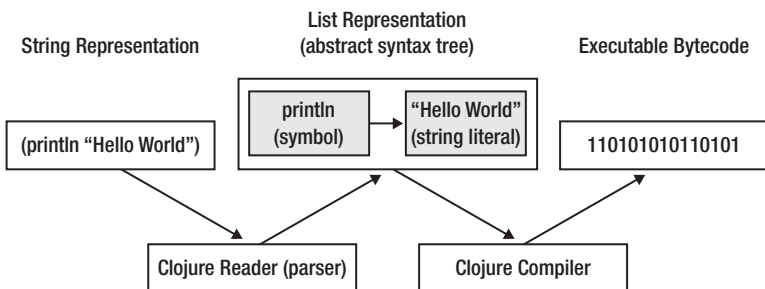 String Representation
List Representation
(abstract syntax tree)
Executable Bytecode
(println “Hello World”)
println
(symbol)
“Hello World”
(string literal)
110101010110101
Clojure Reader (parser)
Clojure Compiler